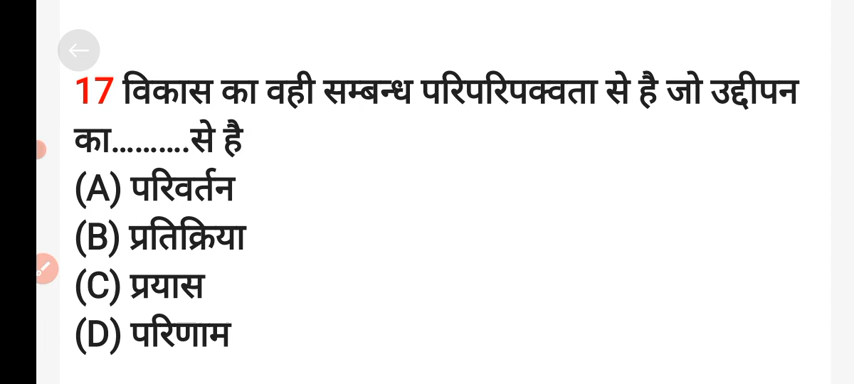 17 विकास का वही सम्बन्ध परिपरिपक्वता से है जो उद्दीपन
का..........से है
(A) परिवर्तन
(B) प्रतिक्रिया
(C) प्रयास
(D) परिणाम